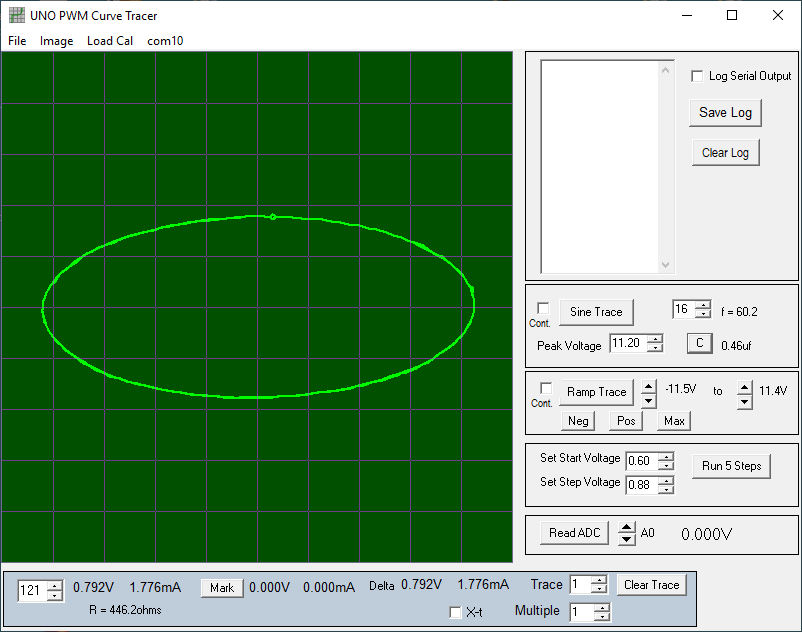 UNO PWM Curve Tracer
File Image Load Cal com10
Log Serial Output
Save Log
Clear Log
Cont.
Sine Trace
16
f = 60.2
Peak Voltage
11.20
C
0.46uf
Cont.
Ramp Trace
-11.5V
to
11.4V
Neg
Pos
Max
Set Start Voltage
0.60
Set Step Voltage
0.88
Run 5 Steps
Read ADC
A0
0.000V
121
0.792V
1.776mA
Mark
0.000V
0.000mA
Delta
0.792V
1.776mA
Trace
1
Clear Trace
R = 446.2ohms
X-t
Multiple
1